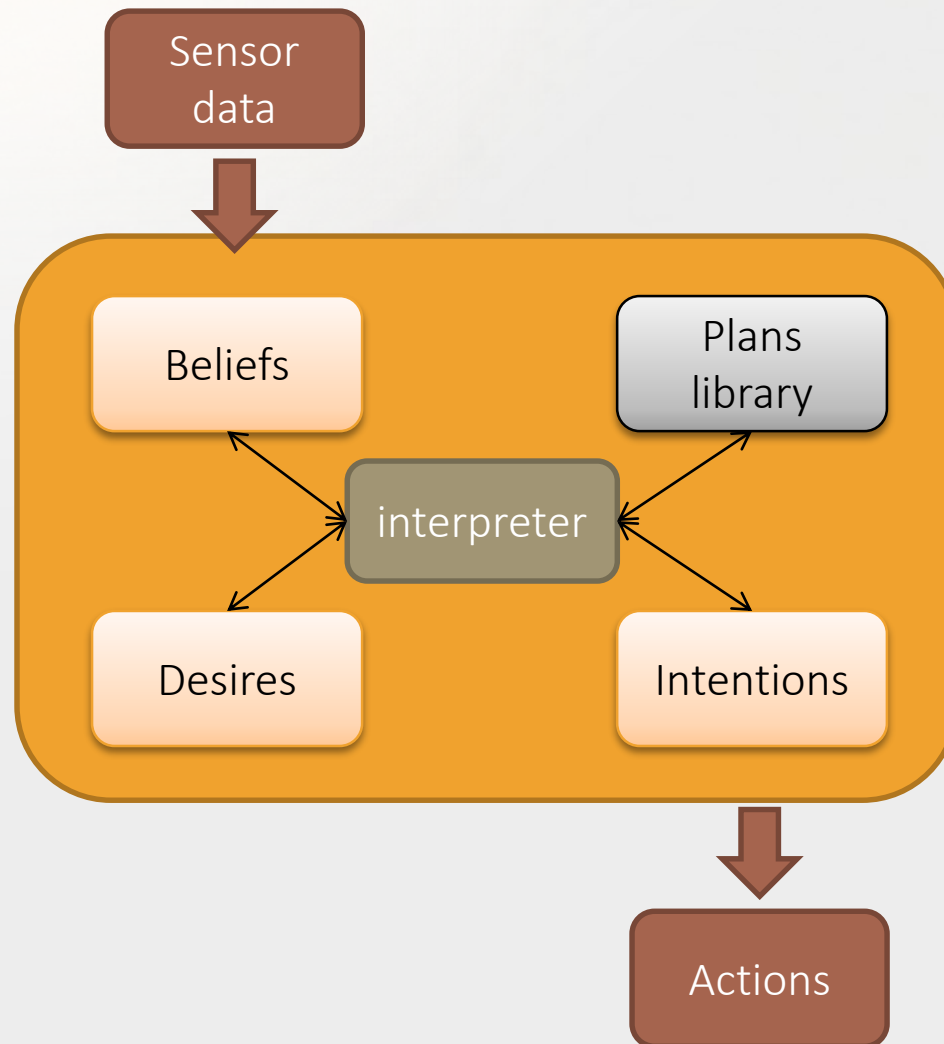 Sensor
data
Beliefs
Plans
library
interpreter
Desires
Intentions
Actions